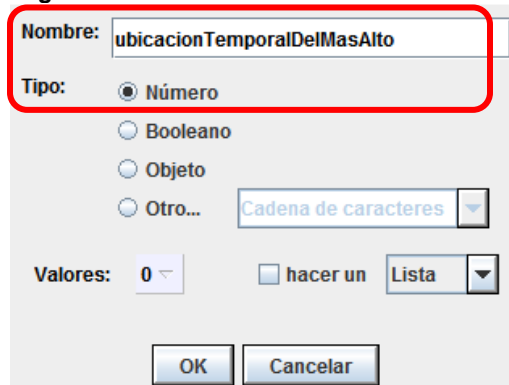 Nombre: ubicacionTemporalDelMasAlto
Tipo: Número
Booleano
Objeto
Otro... Cadena de caracteres
Valores: 0 hacer un Lista
OK Cancelar